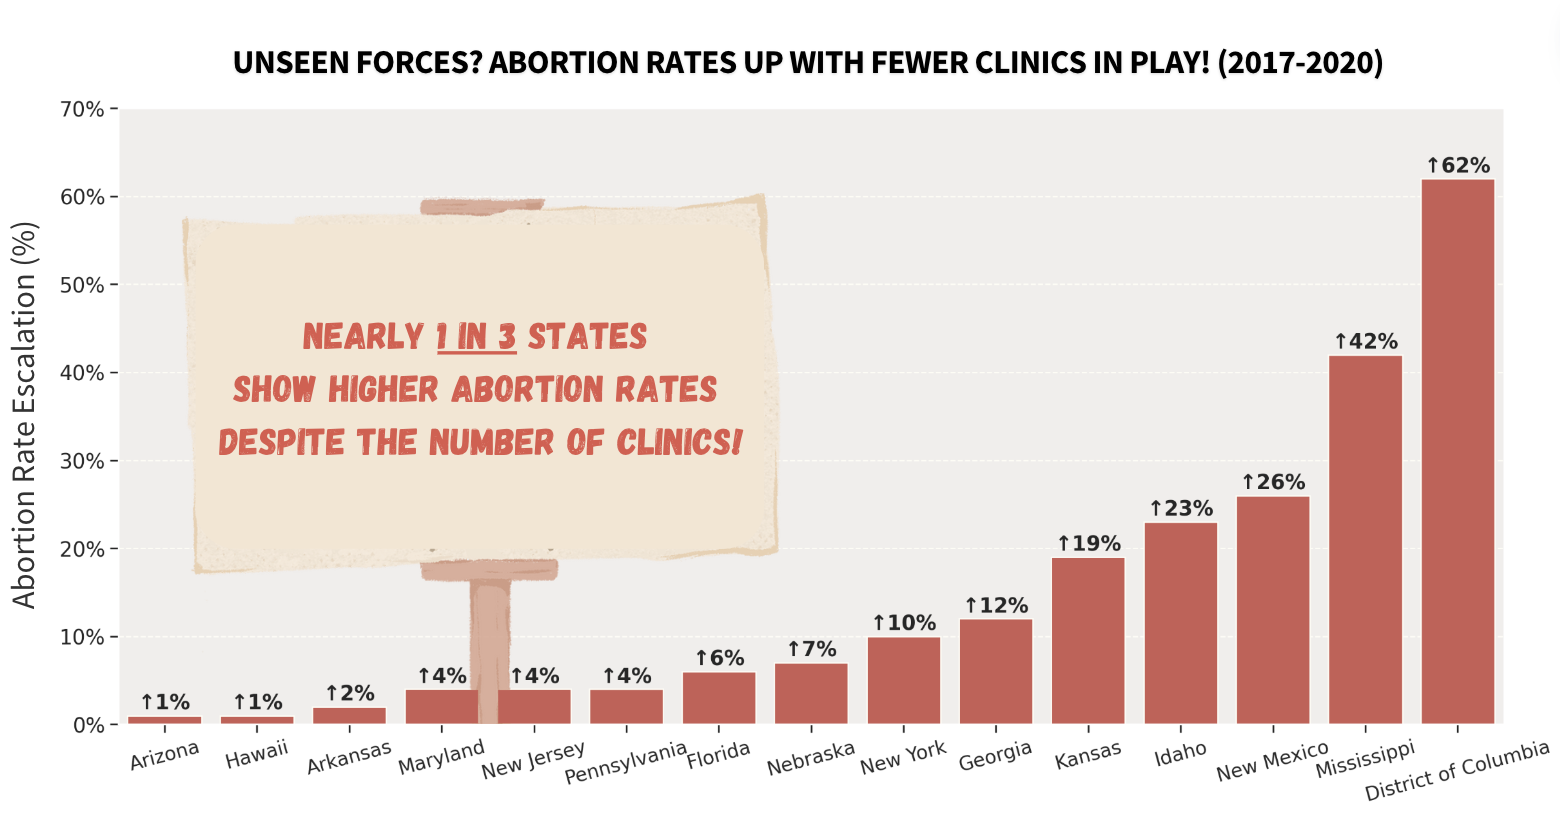 UNSEEN FORCES? ABORTION RATES UP WITH FEWER CLINICS IN PLAY! (2017-2020)
Abortion Rate Escalation (%)
70%
60%
50%
40%
30%
20%
10%
0%
NEARLY 1 IN 3 STATES
SHOW HIGHER ABORTION RATES
DESPITE THE NUMBER OF CLINICS!
↑1%
↑1%
↑2%
↑4%
↑4%
↑4%
↑6%
↑7%
↑10%
↑12%
↑19%
↑23%
↑26%
↑42%
↑62%
Arizona
Hawaii
Arkansas
Maryland
New Jersey
Pennsylvania
Florida
Nebraska
New York
Georgia
Kansas
Idaho
New Mexico
Mississippi
District of Columbia